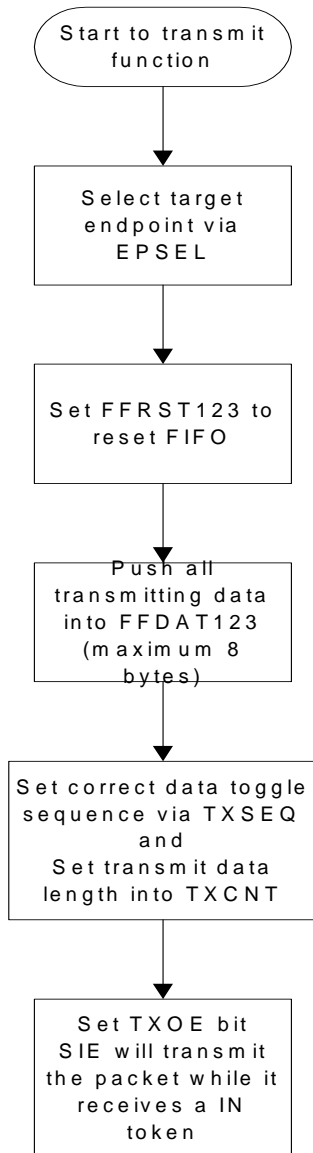 Start to transmit
function
Select target
endpoint via
EPSEL
Set FFRST123 to
reset FIFO
Push all
transmitting data
into FFDAT123
(maximum 8
bytes)
Set correct data toggle
sequence via TXSEQ
and
Set transmit data
length into TXCNT
Set TXOE bit
SIE will transmit
the packet while it
receives a IN
token